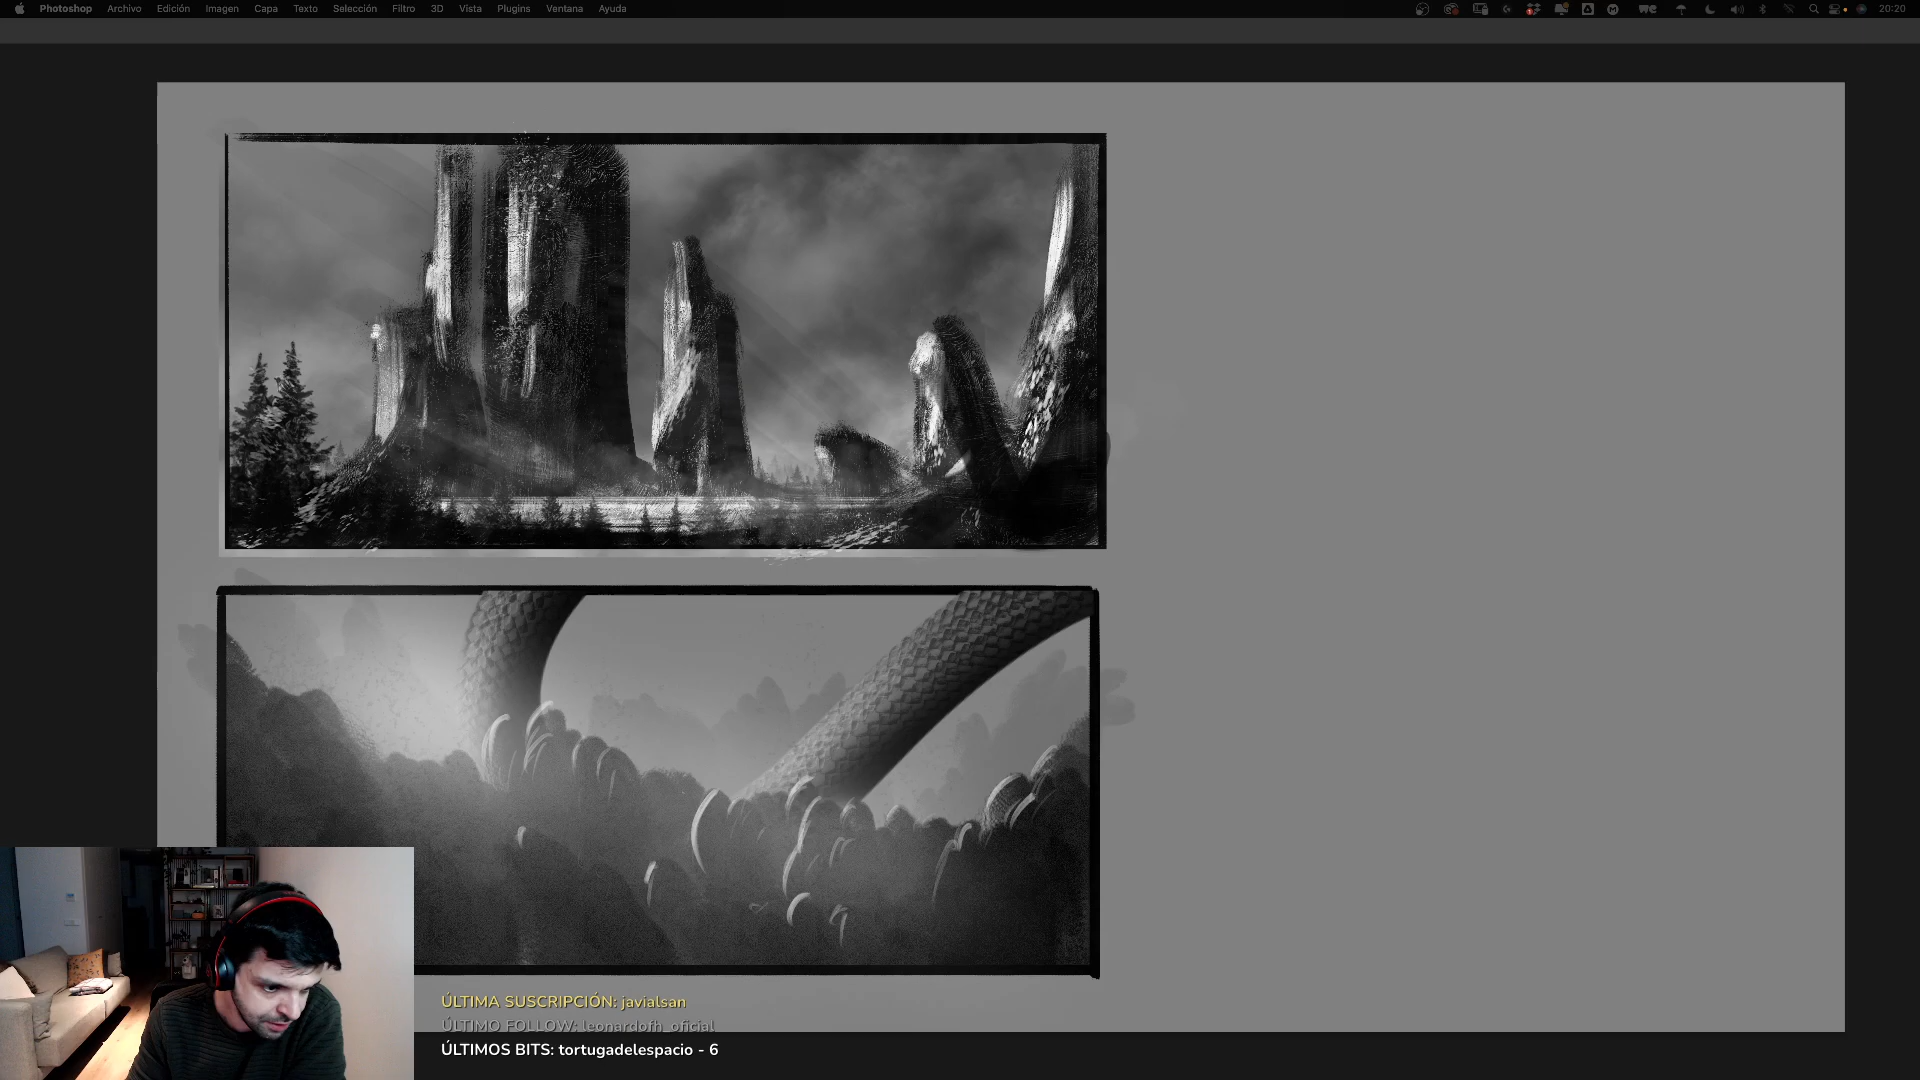 Photoshop Archivo Edición Imagen Capa Texto Selección Filtro 3D Vista Plugins Ventana Ayuda 20:20
ÚLTIMA SUSCRIPCIÓN: javialsan
ÚLTIMO FOLLOW: leonardofh_oficial
ÚLTIMOS BITS: tortugadelespacio - 6